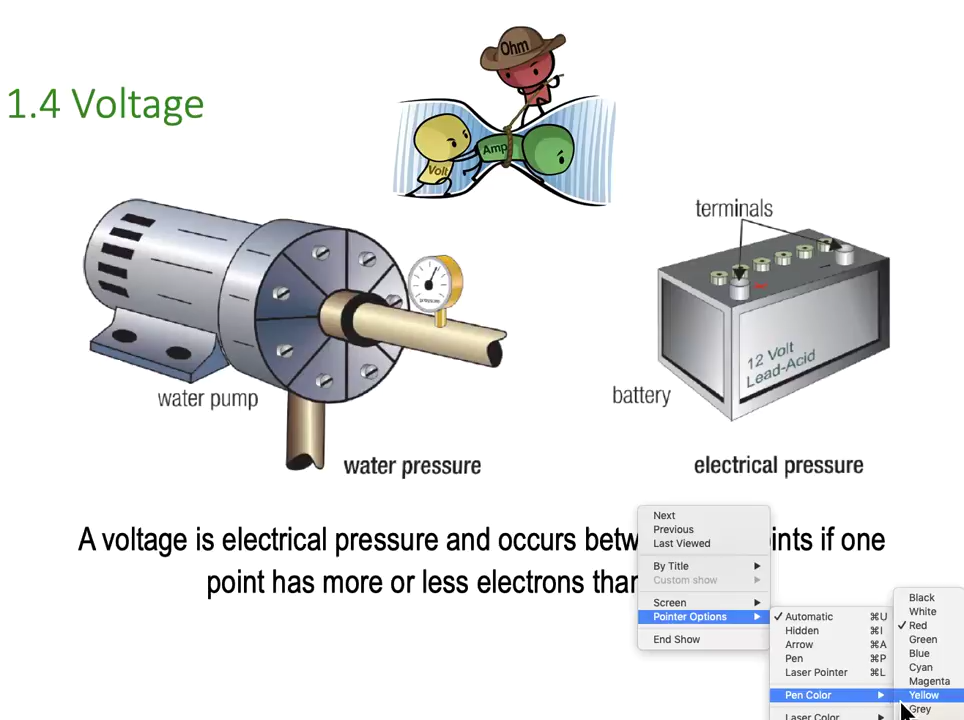 Ohm
1.4 Voltage
Volt
Amp
terminals
12 Volt
Lead-Acid
water pump
battery
water pressure
electrical pressure
A voltage is electrical pressure and occurs betw ints if one
point has more or less electrons than
Next
Previous
Last Viewed
By Title
Custom show
Screen
Pointer Options
End Show
✓ Automatic ⌘U
Hidden ⌘I
Arrow ⌘A
Pen ⌘P
Laser Pointer ⌘L
Pen Color
Laser Color
Black
White
✓ Red
Green
Blue
Cyan
Magenta
Yellow
Grey